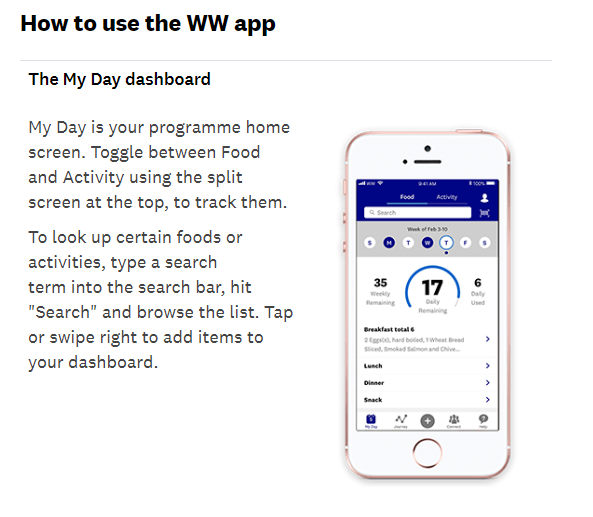 How to use the WW app
The My Day dashboard
My Day is your programme home
screen. Toggle between Food
and Activity using the split
screen at the top, to track them.
To look up certain foods or
activities, type a search
term into the search bar, hit
"Search" and browse the list. Tap
or swipe right to add items to
your dashboard.
WW 9:41 AM 100%
Food Activity
Search
Week of Feb 3-10
S M T W T F S
35 17 6
Weekly Remaining
Daily Remaining
Daily Used
Breakfast total 6
2 Eggs(s), hard boiled, 1 Wheat Bread
Sliced, Smoked Salmon and Chive...
Lunch
Dinner
Snack
My Day Journey Connect Help